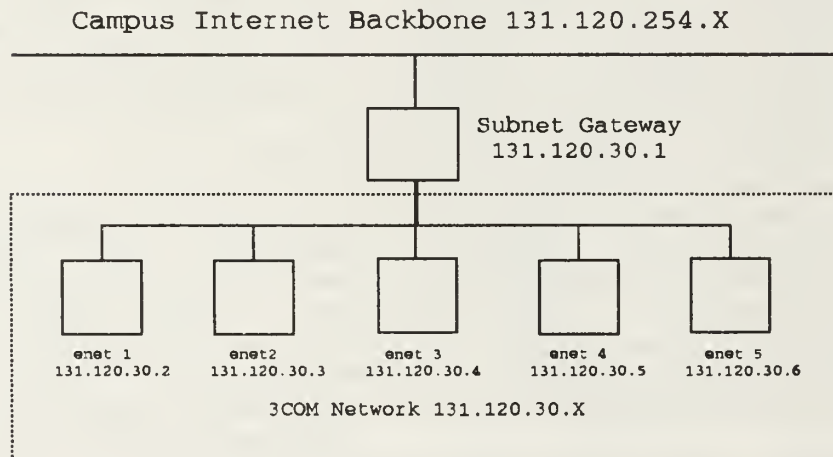 Campus Internet Backbone 131.120.254.X
Subnet Gateway
131.120.30.1
enet 1
131.120.30.2
enet2
131.120.30.3
enet 3
131.120.30.4
enet 4
131.120.30.5
enet 5
131.120.30.6
3COM Network 131.120.30.X